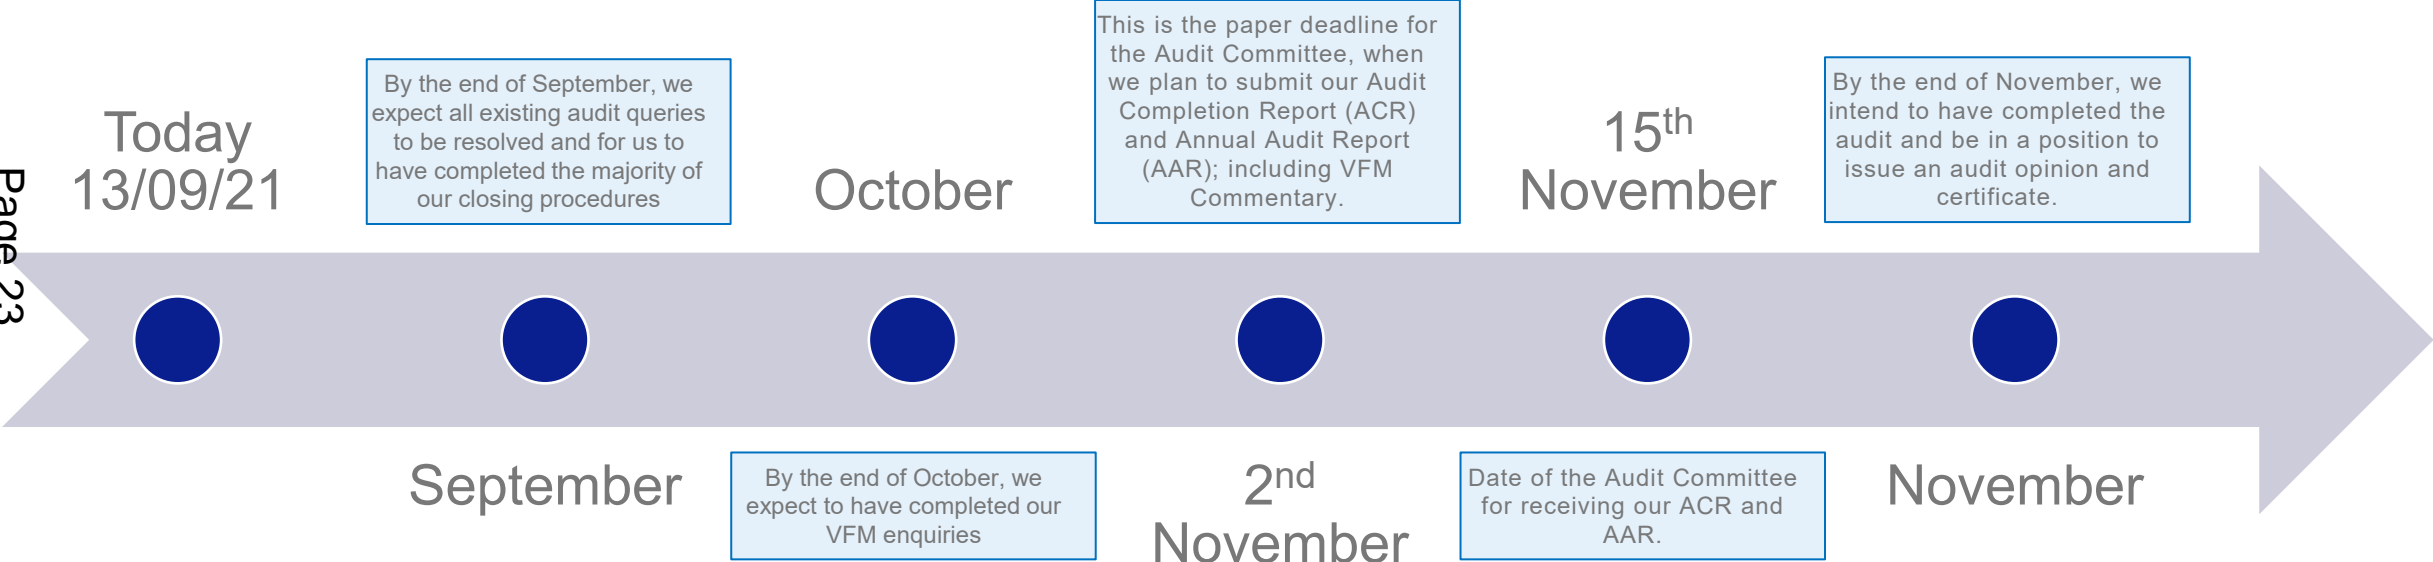 Page 23
Today
13/09/21
By the end of September, we
expect all existing audit queries
to be resolved and for us to
have completed the majority of
our closing procedures
September
October
By the end of October, we
expect to have completed our
VFM enquiries
This is the paper deadline for
the Audit Committee, when
we plan to submit our Audit
Completion Report (ACR)
and Annual Audit Report
(AAR); including VFM
Commentary.
2nd
November
15th
November
Date of the Audit Committee
for receiving our ACR and
AAR.
By the end of November, we
intend to have completed the
audit and be in a position to
issue an audit opinion and
certificate.
November